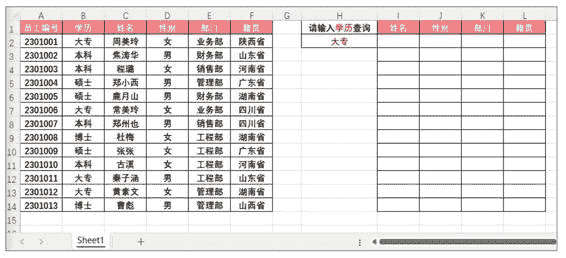 A B C D E F G H I J K L
1 员工编号 学历 姓名 性别 部门 籍贯 请输入学历查询 姓名 性别 部门 籍贯
2 2301001 大专 周美玲 女 业务部 陕西省 大专
3 2301002 本科 焦涛华 男 财务部 山东省
4 2301003 本科 程璐 女 销售部 河南省
5 2301004 硕士 郑小西 男 管理部 广东省
6 2301005 硕士 鹿月山 男 财务部 湖南省
7 2301006 大专 常美玲 女 业务部 四川省
8 2301007 本科 郑州也 男 销售部 四川省
9 2301008 博士 杜梅 女 工程部 湖南省
10 2301009 硕士 张张 女 工程部 广东省
11 2301010 本科 古淏 女 工程部 河南省
12 2301011 大专 秦子涵 男 工程部 山东省
13 2301012 大专 黄素文 女 管理部 湖南省
14 2301013 博士 曹彪 男 管理部 山西省
15
Sheet1 +